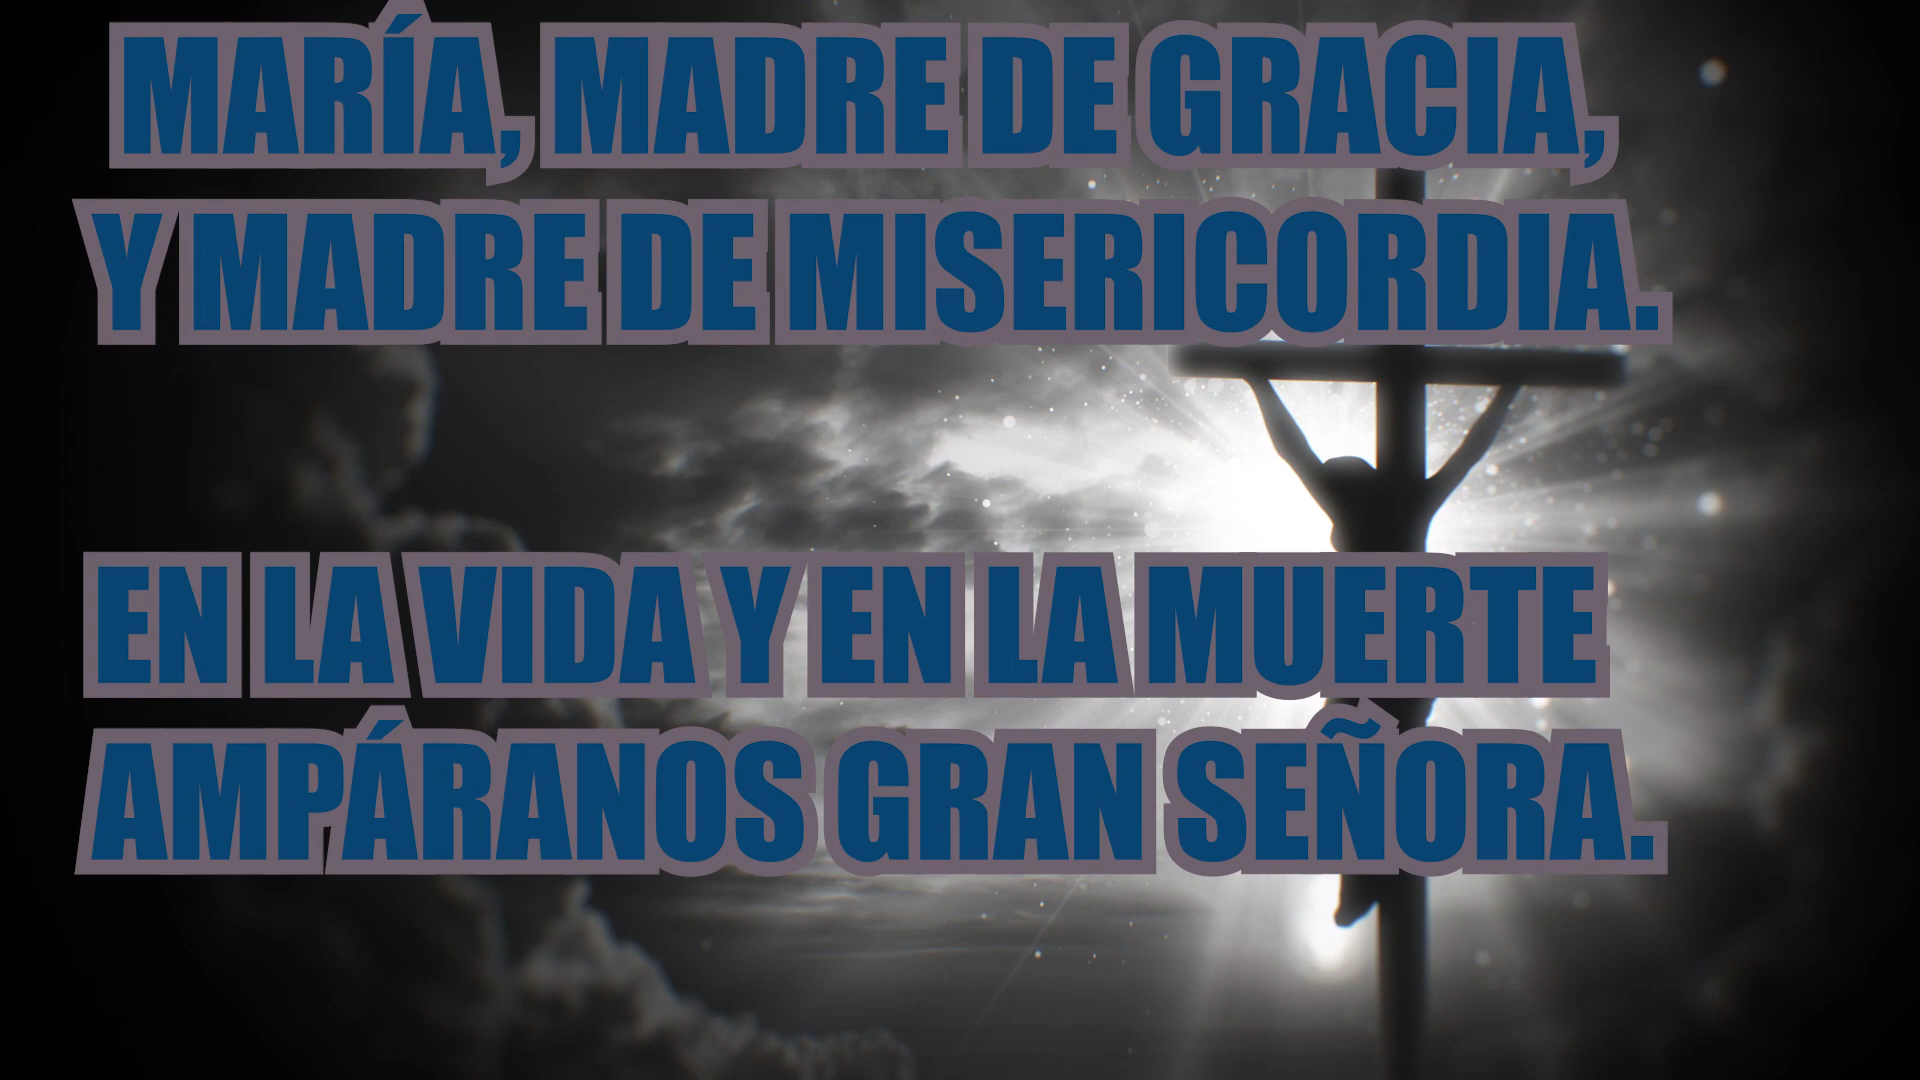 MARÍA, MADRE DE GRACIA,
Y MADRE DE MISERICORDIA.
EN LA VIDA Y EN LA MUERTE
AMPÁRANOS GRAN SEÑORA.